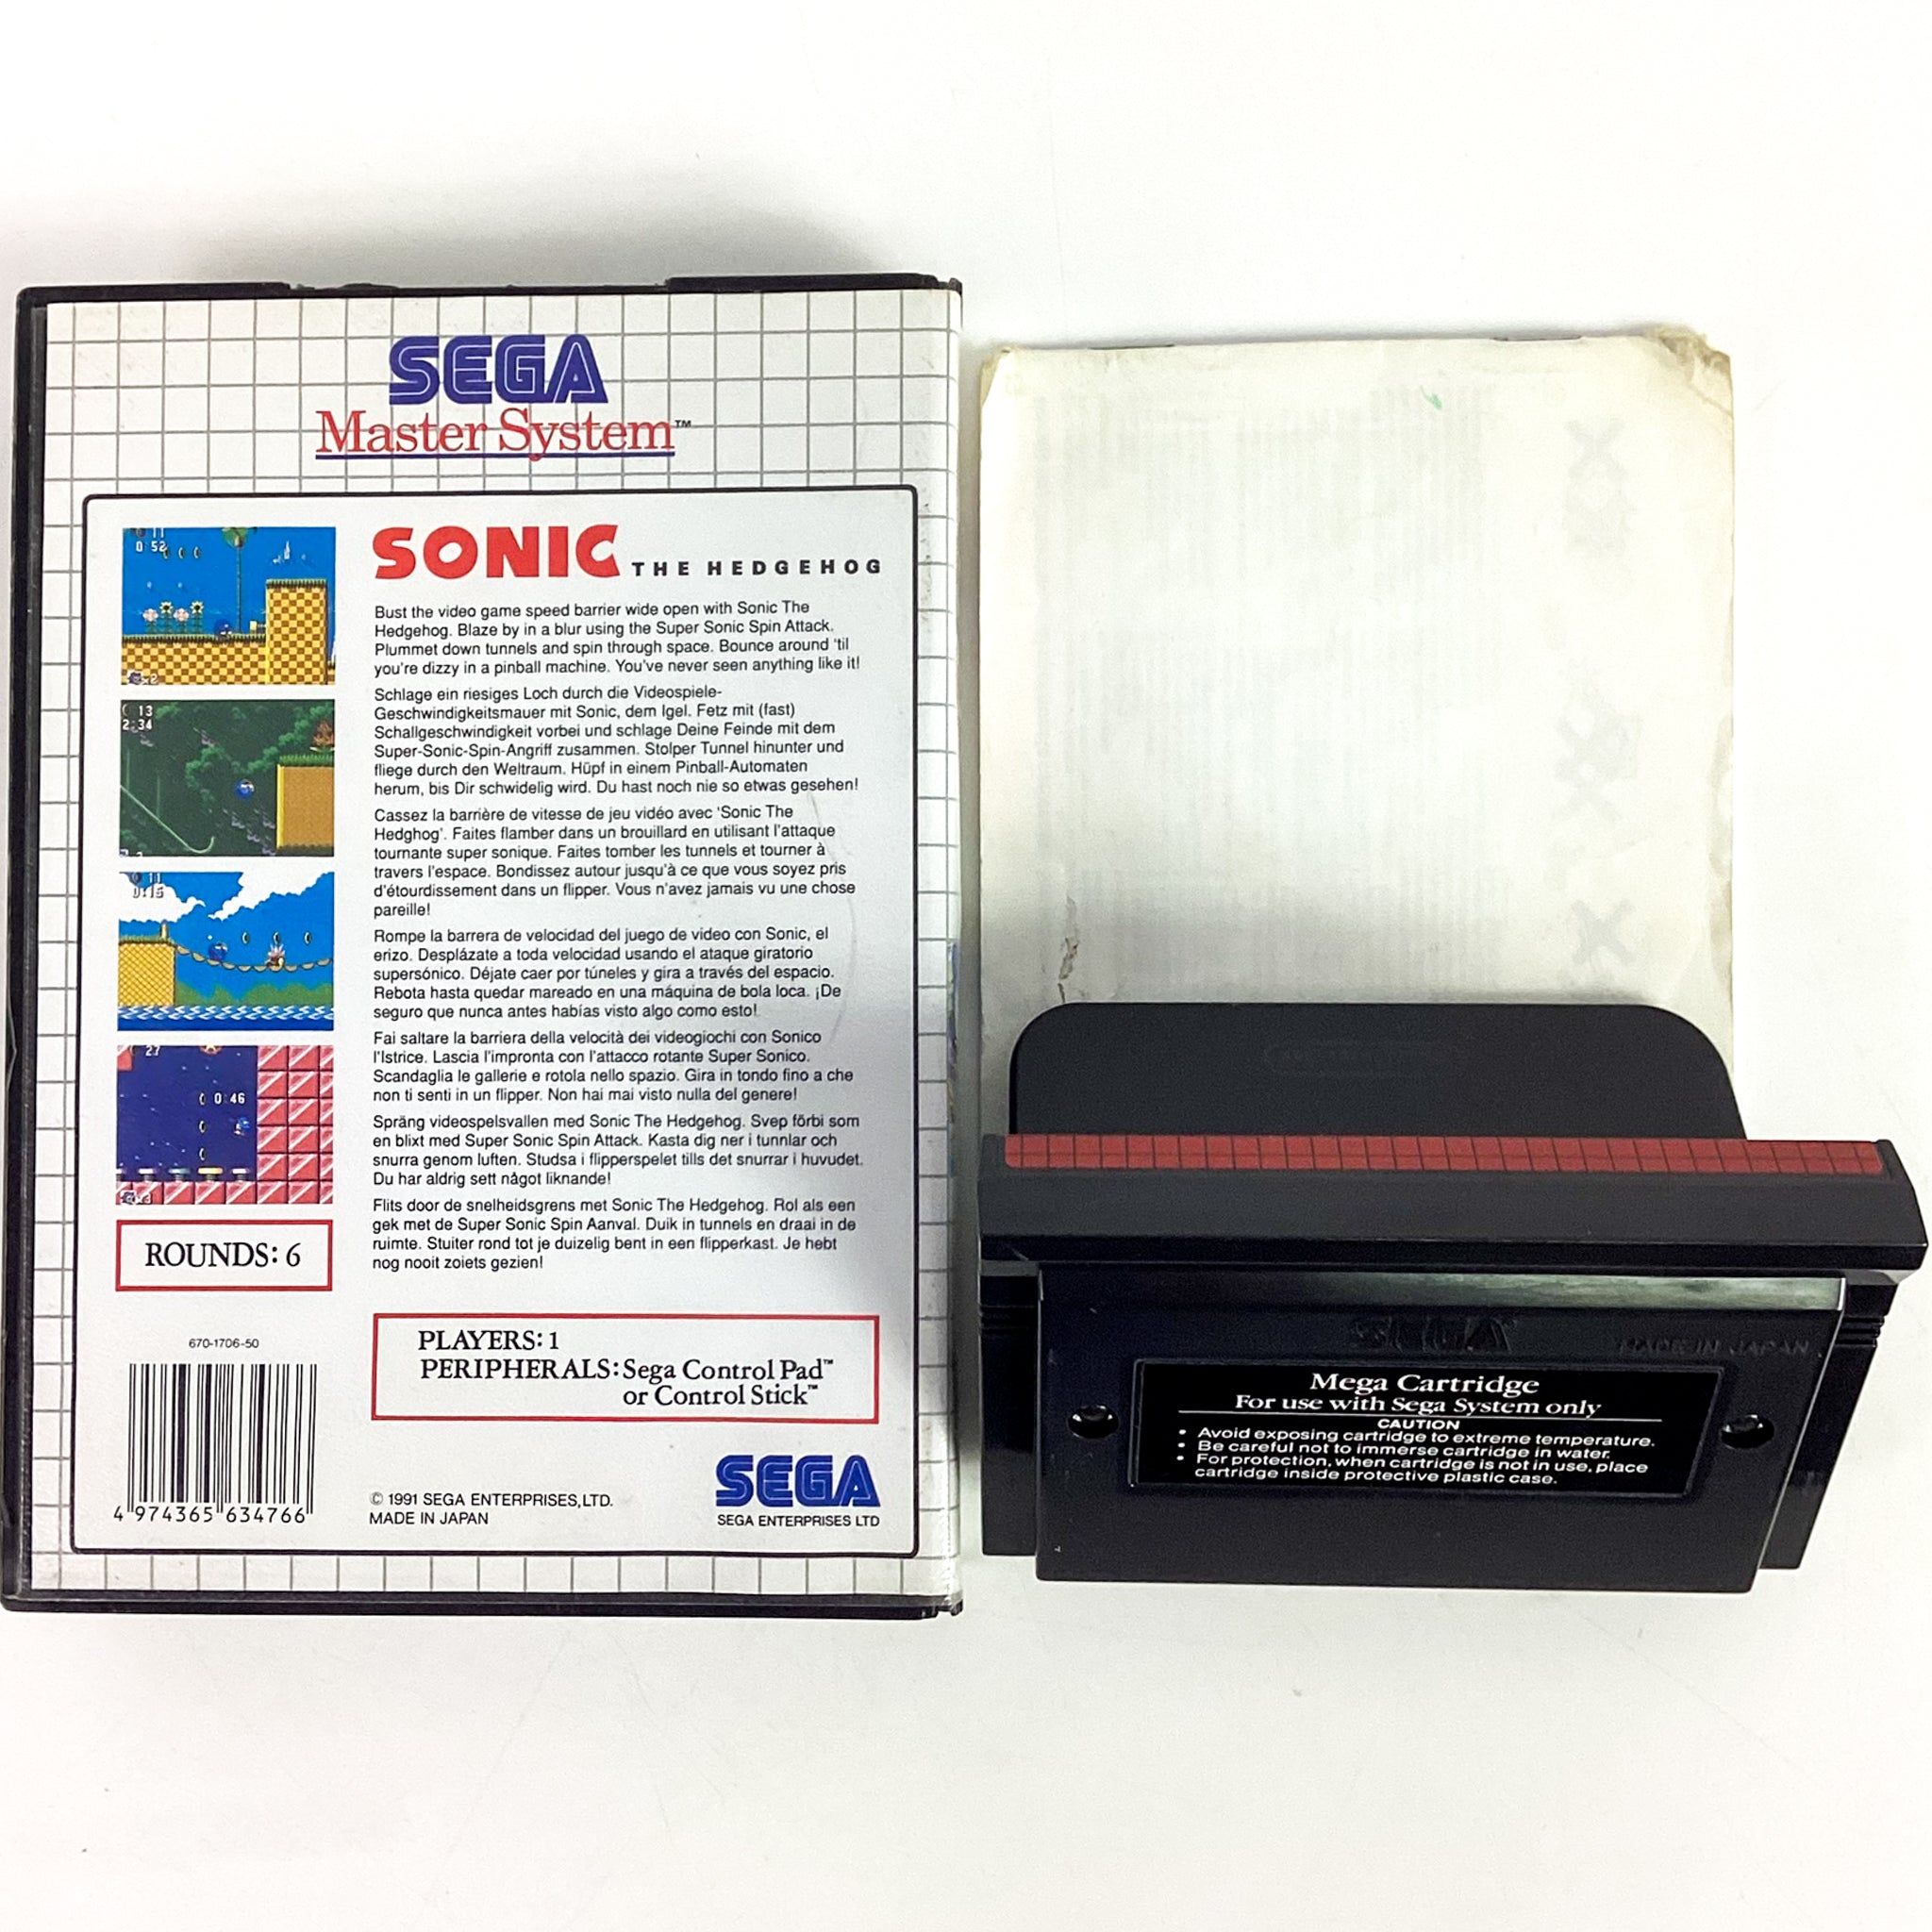 SEGA
Master System™
11
0:52
x2
13
2:34
11
0:15
27
0:46
x3
ROUNDS: 6
670-1706-50
4 974365 634766
SONIC THE HEDGEHOG
Bust the video game speed barrier wide open with Sonic The
Hedgehog. Blaze by in a blur using the Super Sonic Spin Attack.
Plummet down tunnels and spin through space. Bounce around 'til
you're dizzy in a pinball machine. You've never seen anything like it!
Schlage ein riesiges Loch durch die Videospiele-
Geschwindigkeitsmauer mit Sonic, dem Igel. Fetz mit (fast)
Schallgeschwindigkeit vorbei und schlage Deine Feinde mit dem
Super-Sonic-Spin-Angriff zusammen. Stolper Tunnel hinunter und
fliege durch den Weltraum. Hüpf in einem Pinball-Automaten
herum, bis Dir schwidelig wird. Du hast noch nie so etwas gesehen!
Cassez la barrière de vitesse de jeu vidéo avec 'Sonic The
Hedghog'. Faites flamber dans un brouillard en utilisant l'attaque
tournante super sonique. Faites tomber les tunnels et tourner à
travers l'espace. Bondissez autour jusqu'à ce que vous soyez pris
d'étourdissement dans un flipper. Vous n'avez jamais vu une chose
pareille!
Rompe la barrera de velocidad del juego de video con Sonic, el
erizo. Desplázate a toda velocidad usando el ataque giratorio
supersónico. Déjate caer por túneles y gira a través del espacio.
Rebota hasta quedar mareado en una máquina de bola loca. ¡De
seguro que nunca antes habías visto algo como esto!
Fai saltare la barriera della velocità dei videogiochi con Sonico
l'Istrice. Lascia l'impronta con l'attacco rotante Super Sonico.
Scandaglia le gallerie e rotola nello spazio. Gira in tondo fino a che
non ti senti in un flipper. Non hai mai visto nulla del genere!
Spräng videospelsvallen med Sonic The Hedgehog. Svep förbi som
en blixt med Super Sonic Spin Attack. Kasta dig ner i tunnlar och
snurra genom luften. Studsa i flipperspelet tills det snurrar i huvudet.
Du har aldrig sett något liknande!
Flits door de snelheidsgrens met Sonic The Hedgehog. Rol als een
gek met de Super Sonic Spin Aanval. Duik in tunnels en draai in de
ruimte. Stuiter rond tot je duizelig bent in een flipperkast. Je hebt
nog nooit zoiets gezien!
PLAYERS: 1
PERIPHERALS: Sega Control Pad™
or Control Stick™
© 1991 SEGA ENTERPRISES, LTD.
MADE IN JAPAN
SEGA
SEGA ENTERPRISES LTD
SEGA
MADE IN JAPAN
Mega Cartridge
For use with Sega System only
CAUTION
• Avoid exposing cartridge to extreme temperature.
• Be careful not to immerse cartridge in water.
• For protection, when cartridge is not in use, place
cartridge inside protective plastic case.